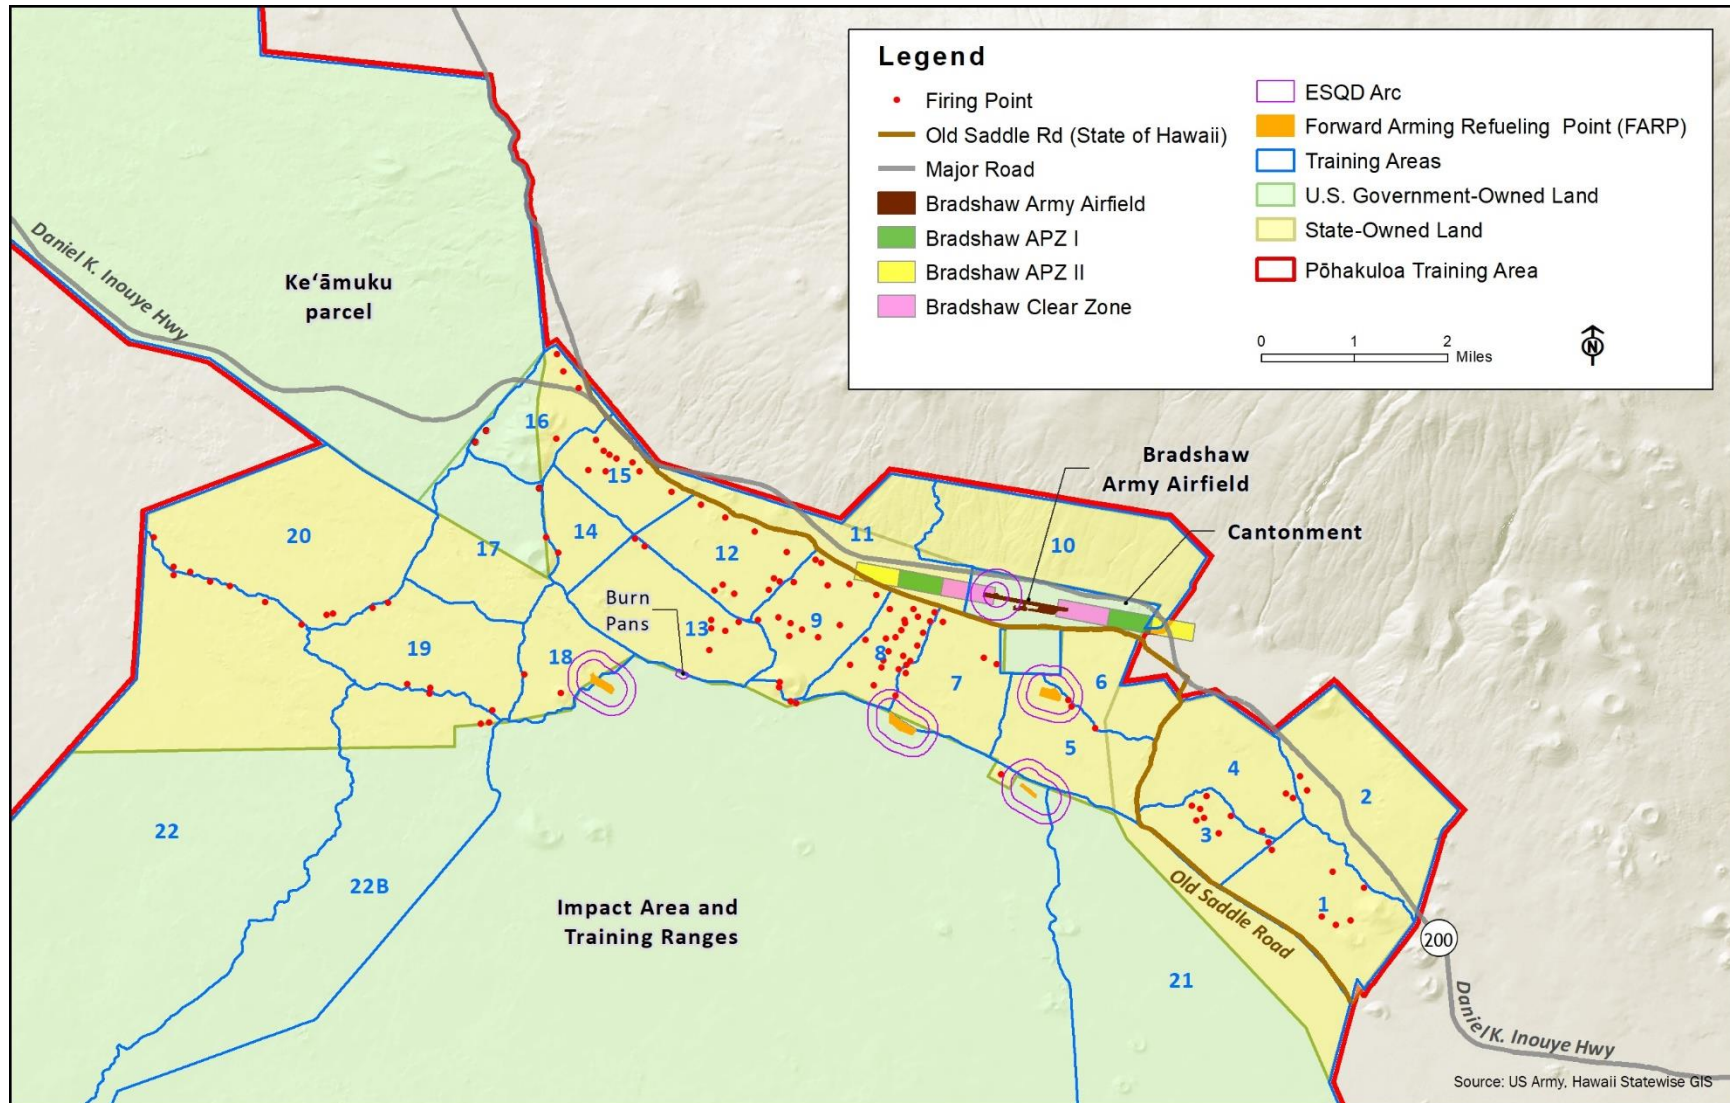 Legend
Firing Point
Old Saddle Rd (State of Hawaii)
Major Road
Bradshaw Army Airfield
Bradshaw APZ I
Bradshaw APZ II
Bradshaw Clear Zone
ESQD Arc
Forward Arming Refueling Point (FARP)
Training Areas
U.S. Government-Owned Land
State-Owned Land
Pōhakuloa Training Area
0 1 2 Miles
N
Daniel K. Inouye Hwy
Keʻāmuku
parcel
16
15
Bradshaw
Army Airfield
20
17
14
12
11
10
Cantonment
Burn
Pans
13
9
8
19
18
7
6
5
4
2
3
22
22B
1
Impact Area and
Training Ranges
Old Saddle Road
200
21
Daniel K. Inouye Hwy
Source: US Army, Hawaii Statewise GIS